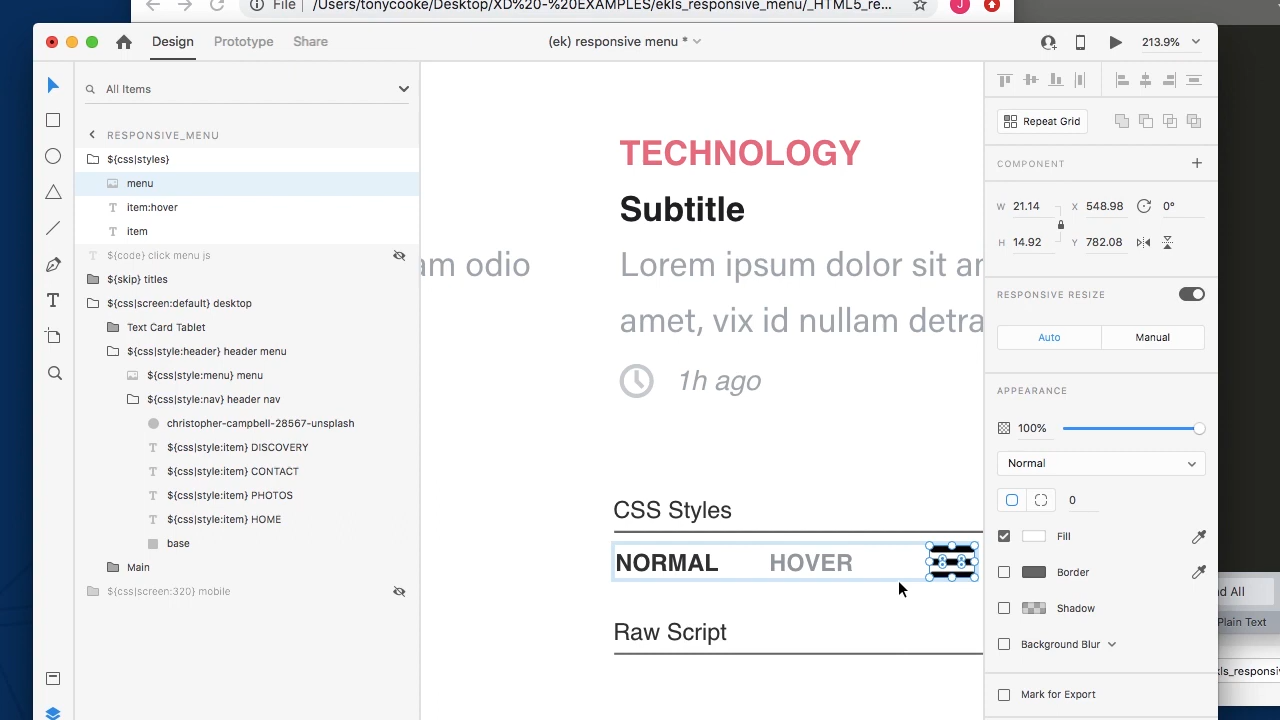 File | /Users/tonycooke/Desktop/XD%20-%20EXAMPLES/ekls_responsive_menu/_HTML5_re...
J
Design Prototype Share
(ek) responsive menu *
213.9%
All Items
RESPONSIVE_MENU
${css|styles}
menu
item:hover
item
${code} click menu js
${skip} titles
${css|screen:default} desktop
Text Card Tablet
${css|style:header} header menu
${css|style:menu} menu
${css|style:nav} header nav
christopher-campbell-28567-unsplash
${css|style:item} DISCOVERY
${css|style:item} CONTACT
${css|style:item} PHOTOS
${css|style:item} HOME
base
Main
${css|screen:320} mobile
TECHNOLOGY
Subtitle
am odio
Lorem ipsum dolor sit ar
amet, vix id nullam detra
1h ago
CSS Styles
NORMAL HOVER
Raw Script
Repeat Grid
COMPONENT
W 21.14 X 548.98 0°
H 14.92 Y 782.08
RESPONSIVE RESIZE
Auto Manual
APPEARANCE
100%
Normal
0
Fill
Border
Shadow
Background Blur
Mark for Export
d All
Plain Text
ls_responsi